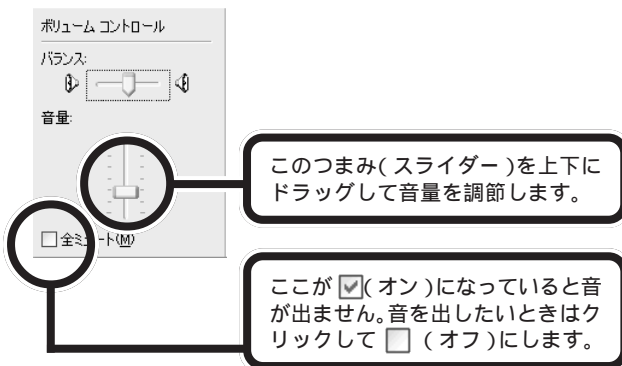 ボリューム コントロール
バランス:
音量:
このつまみ(スライダー)を上下に
ドラッグして音量を調節します。
□全ミュート(M)
ここが ☑(オン)になっていると音
が出ません。音を出したいときはク
リックして □ (オフ)にします。